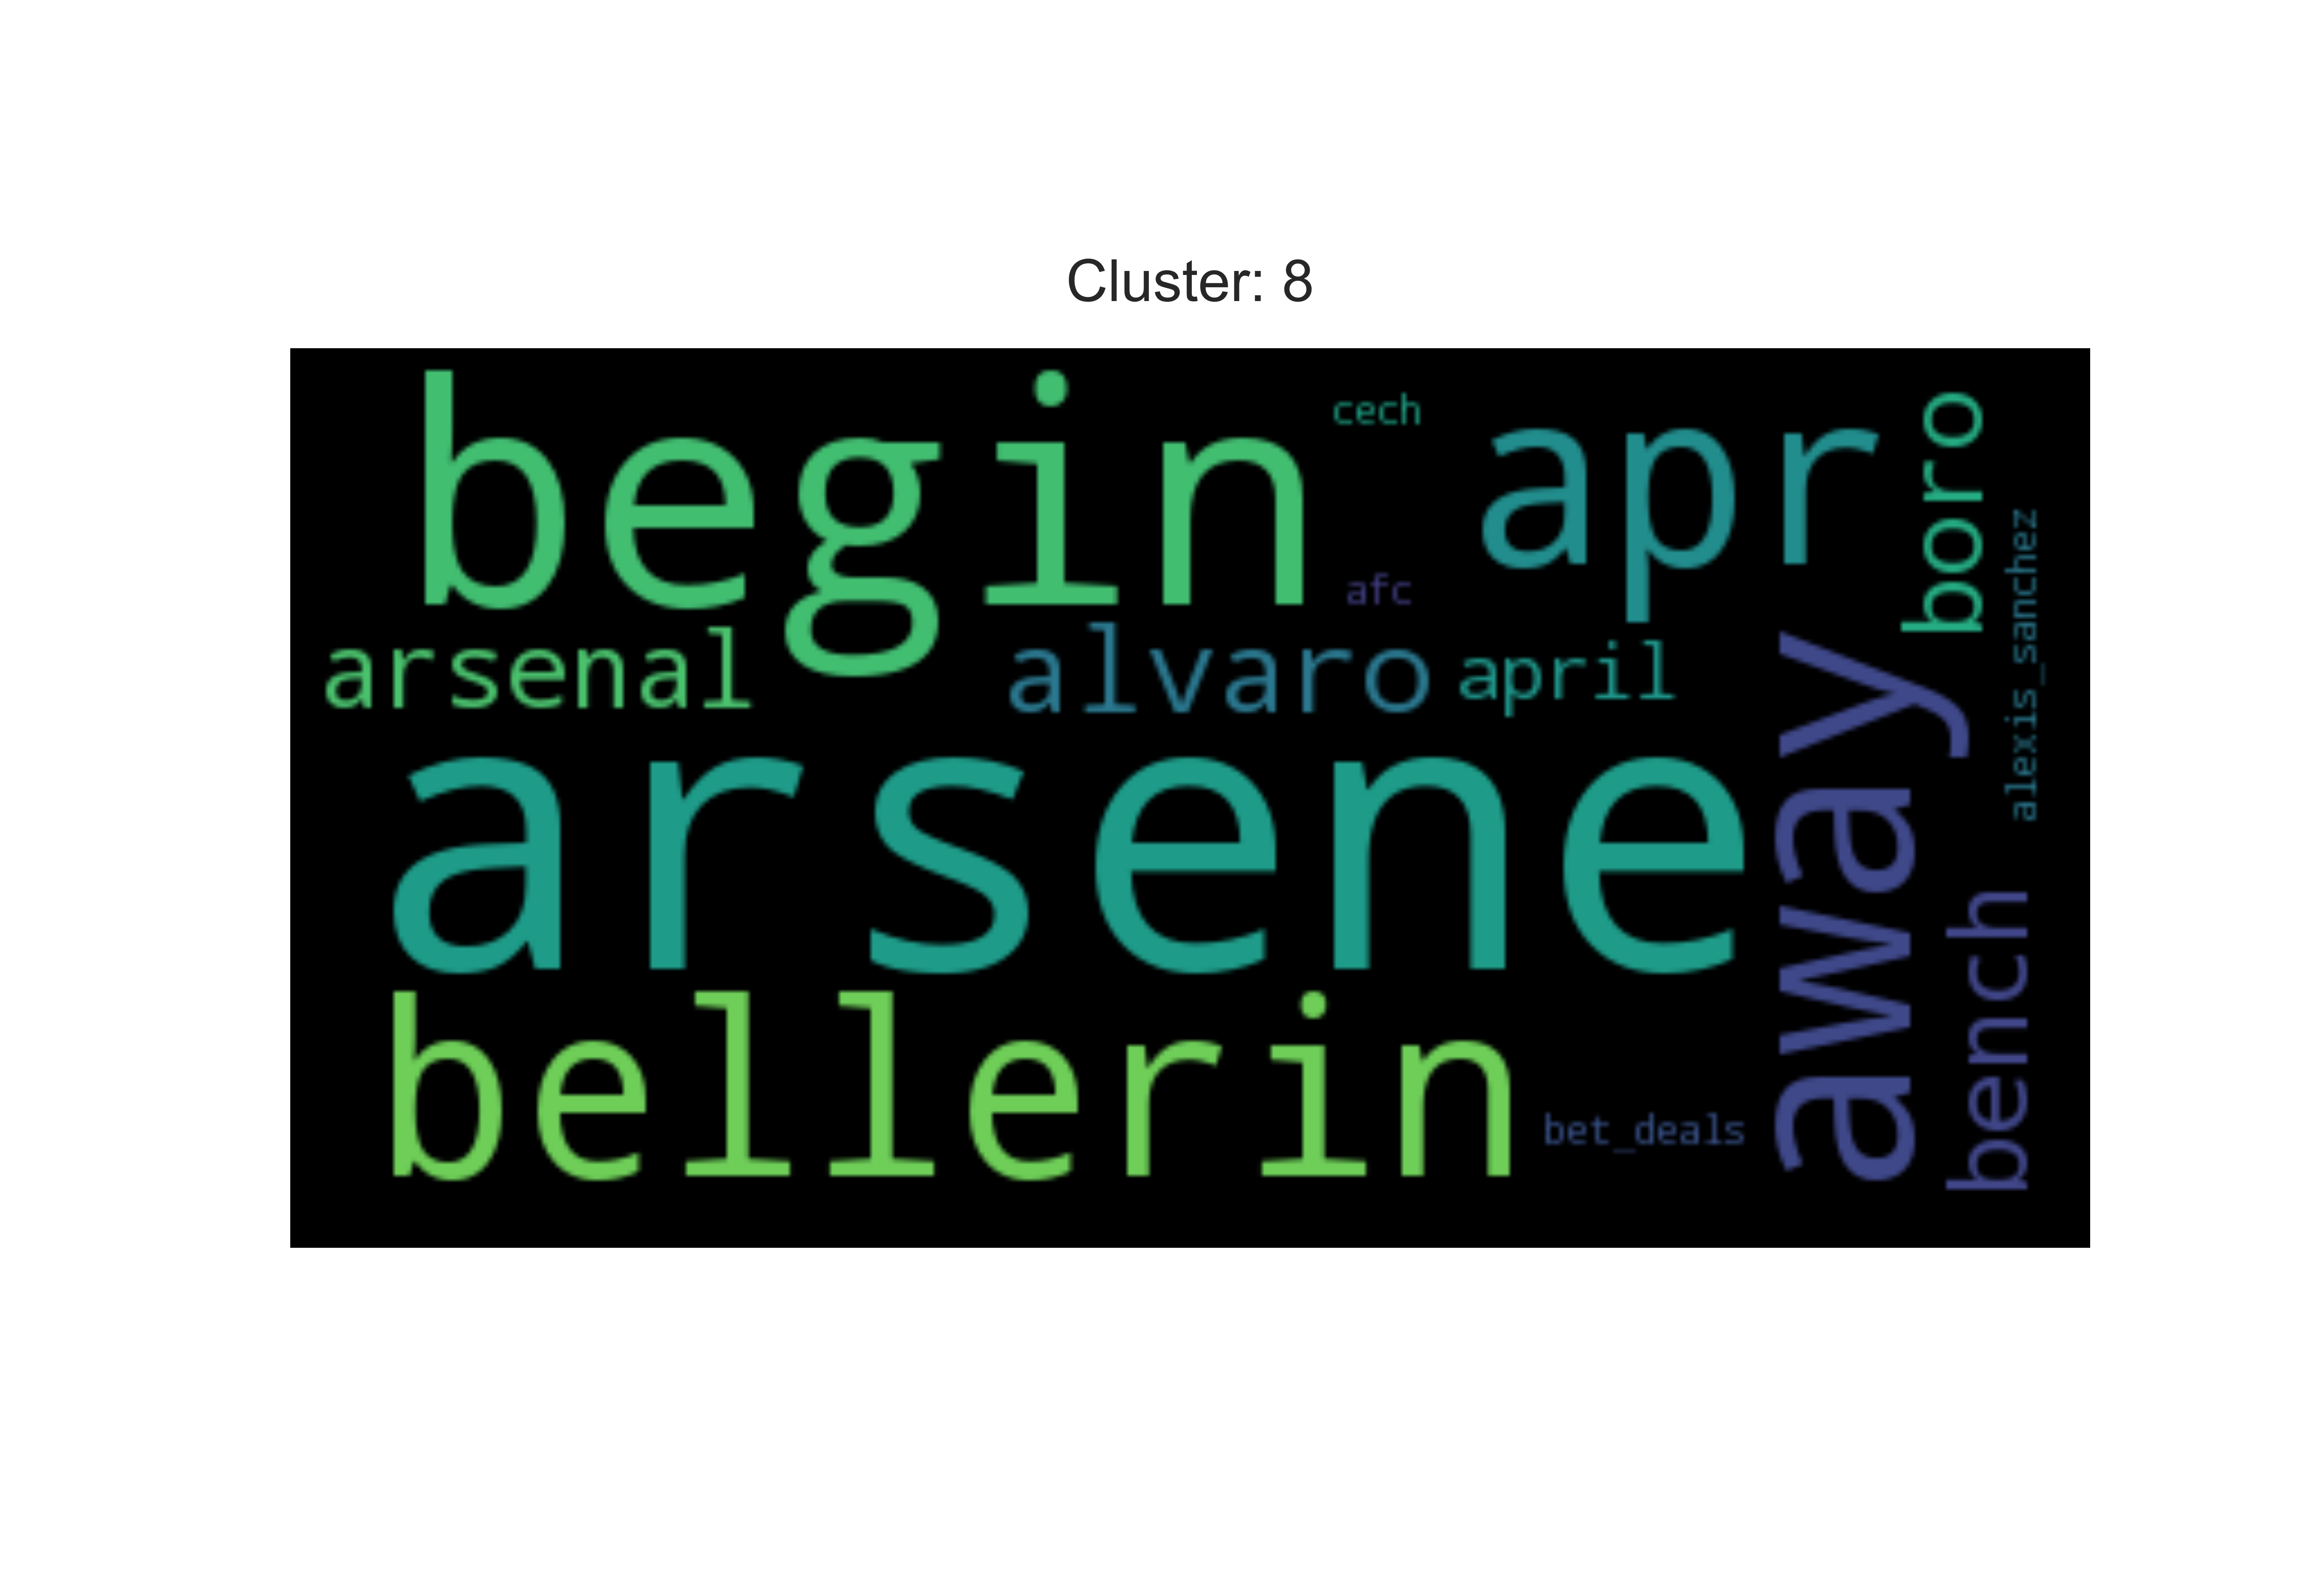 Cluster: 8
begin
cech
apr
boro
afc
alexis_sanchez
arsenal
alvaro
april
arsene
away
bench
bellerin
bet_deals